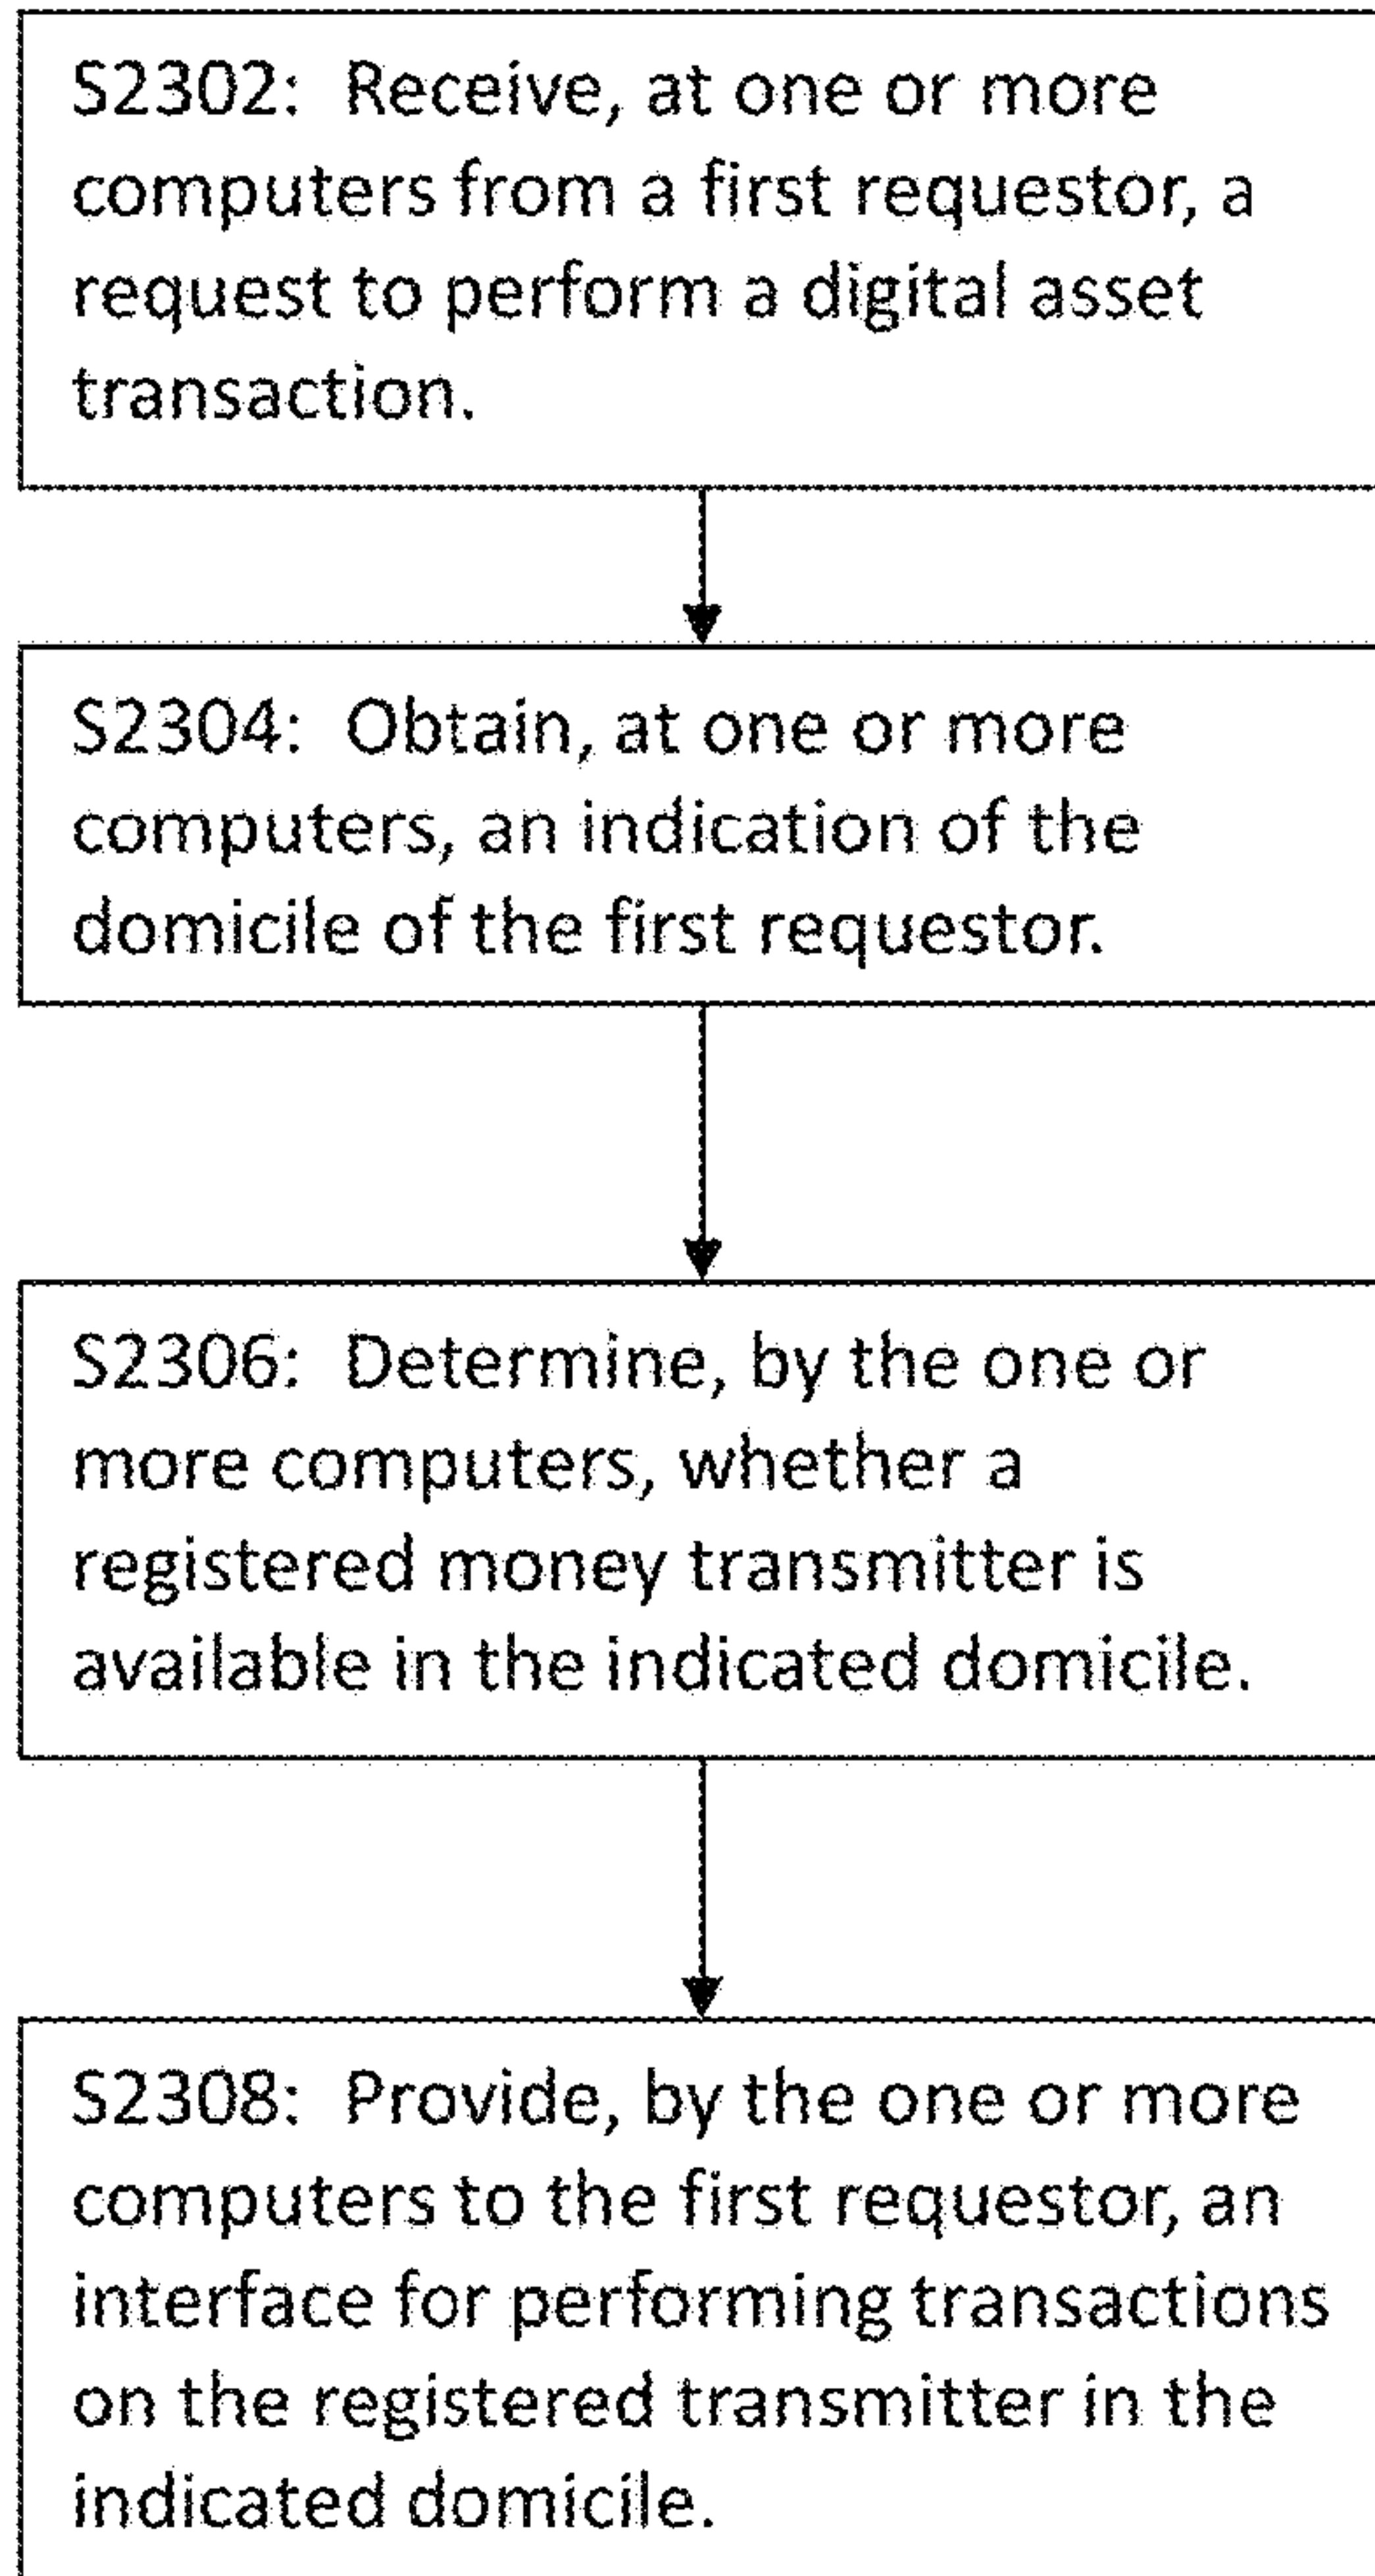 S2302:  Receive, at one or more
computers from a first requestor, a
request to perform a digital asset
transaction.
S2304:  Obtain, at one or more
computers, an indication of the
domicile of the first requestor.
S2306:  Determine, by the one or
more computers, whether a
registered money transmitter is
available in the indicated domicile.
S2308:  Provide, by the one or more
computers to the first requestor, an
interface for performing transactions
on the registered transmitter in the
indicated domicile.